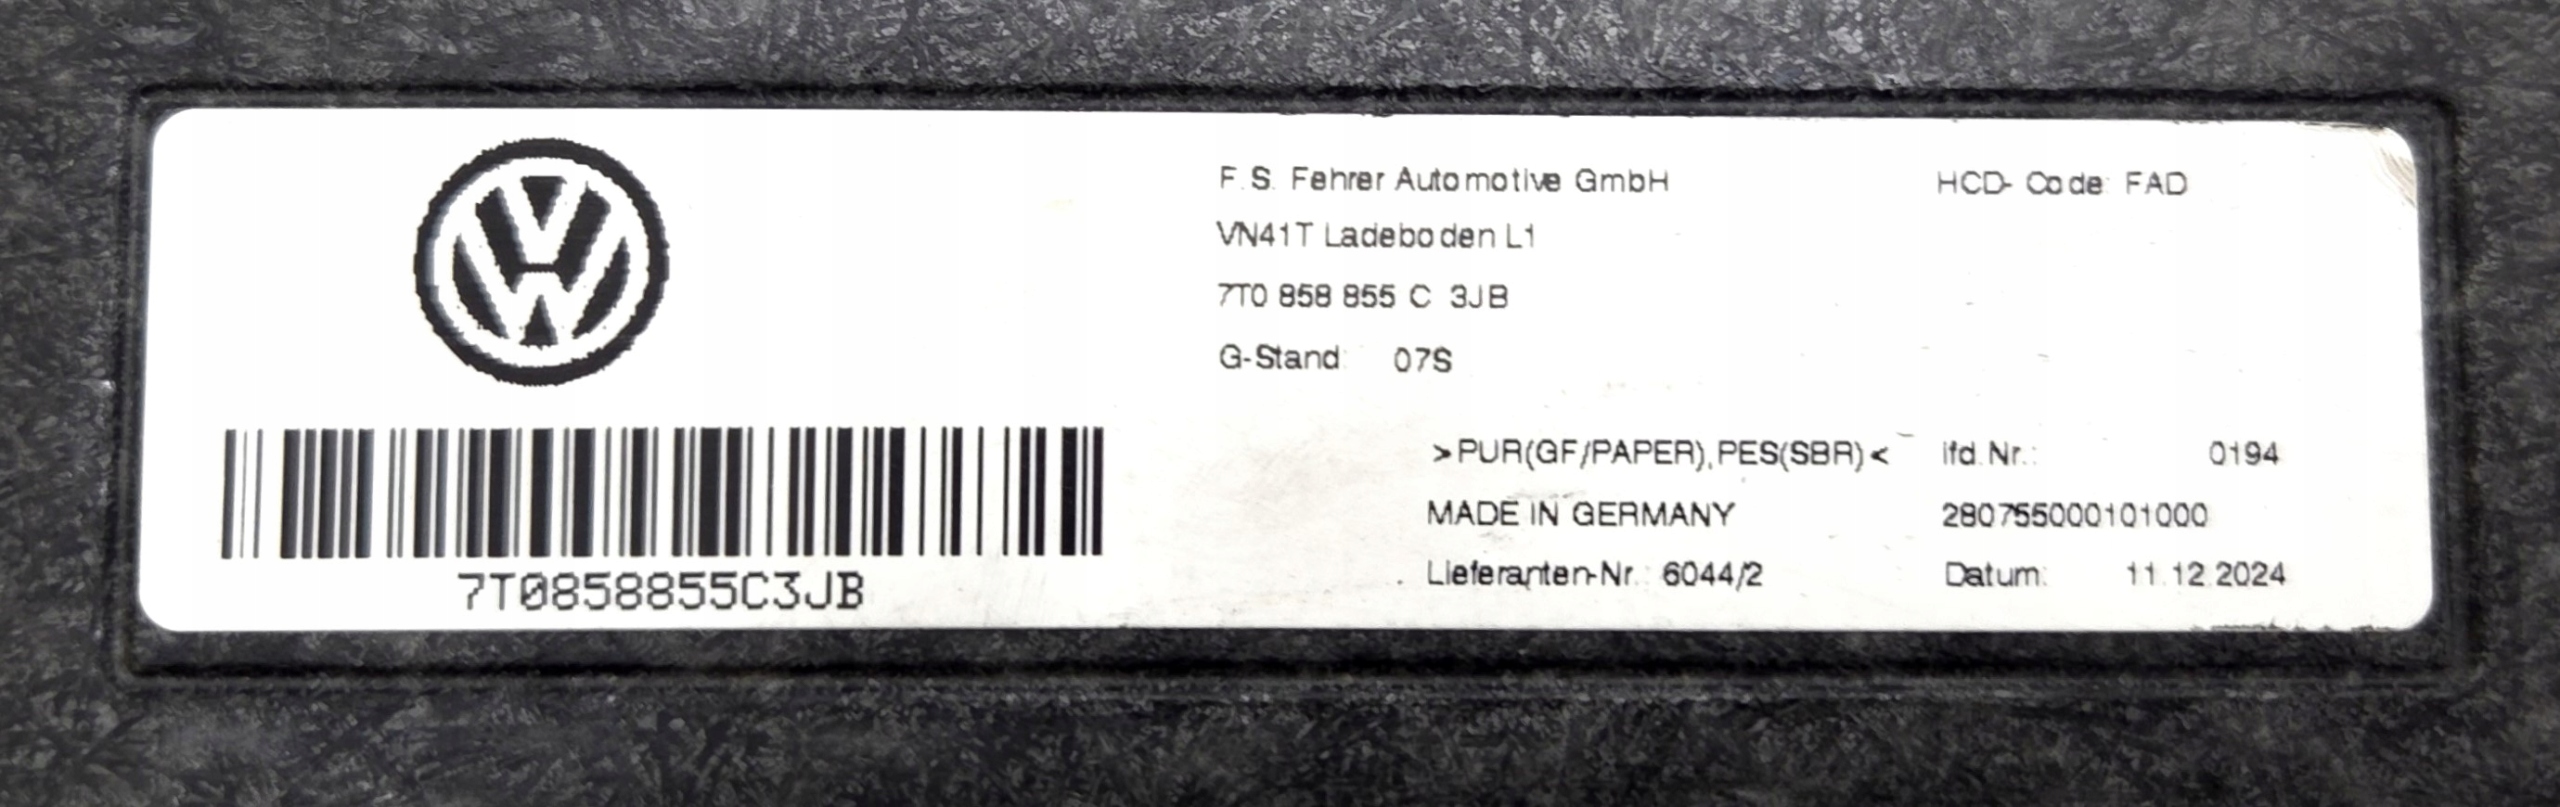 F.S. Fehrer Automotive GmbH
HCD-Code: FAD
VN41T Ladeboden L1
7T0 858 855 C 3JB
G-Stand: 07S
7T0858855C3JB
>PUR(GF/PAPER),PES(SBR)<
lfd.Nr.: 0194
MADE IN GERMANY
280755000101000
Lieferanten-Nr.: 6044/2
Datum: 11.12.2024